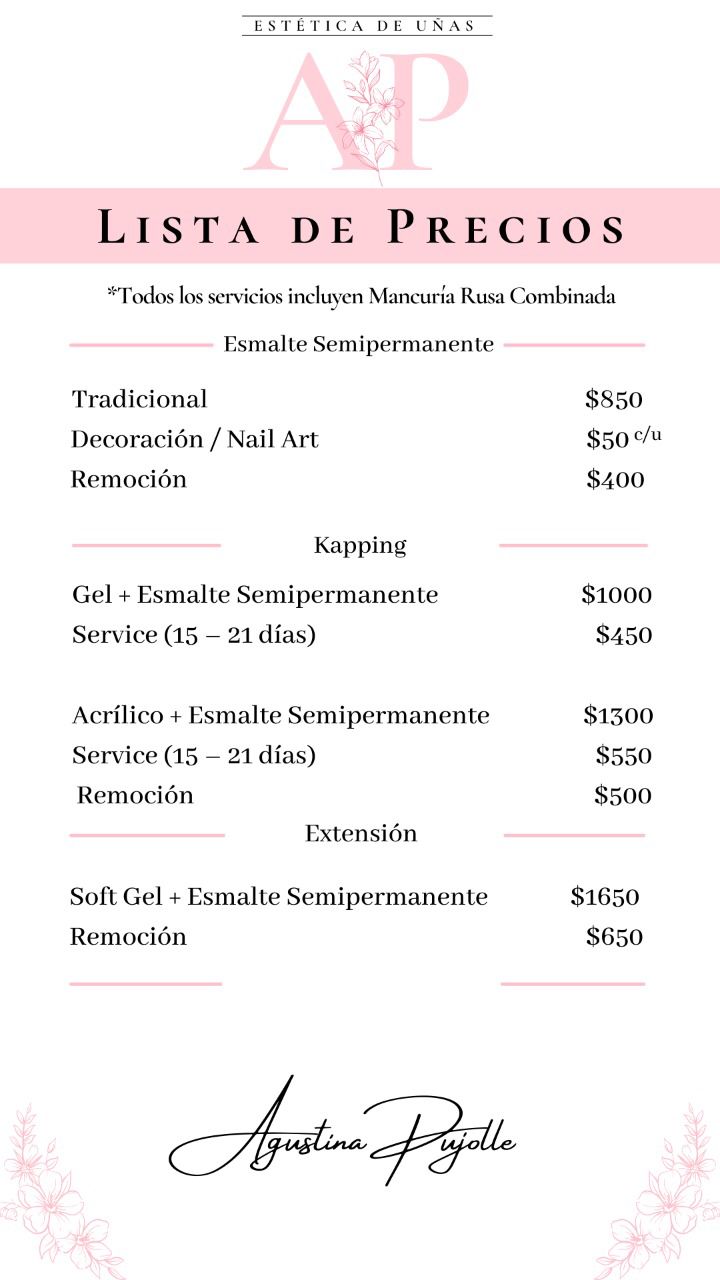 ESTÉTICA DE UÑAS
AP
Lista de Precios
*Todos los servicios incluyen Mancuría Rusa Combinada
Esmalte Semipermanente
Tradicional $850
Decoración / Nail Art $50 c/u
Remoción $400
Kapping
Gel + Esmalte Semipermanente $1000
Service (15 – 21 días) $450
Acrílico + Esmalte Semipermanente $1300
Service (15 – 21 días) $550
Remoción $500
Extensión
Soft Gel + Esmalte Semipermanente $1650
Remoción $650
Agustina Pujolle